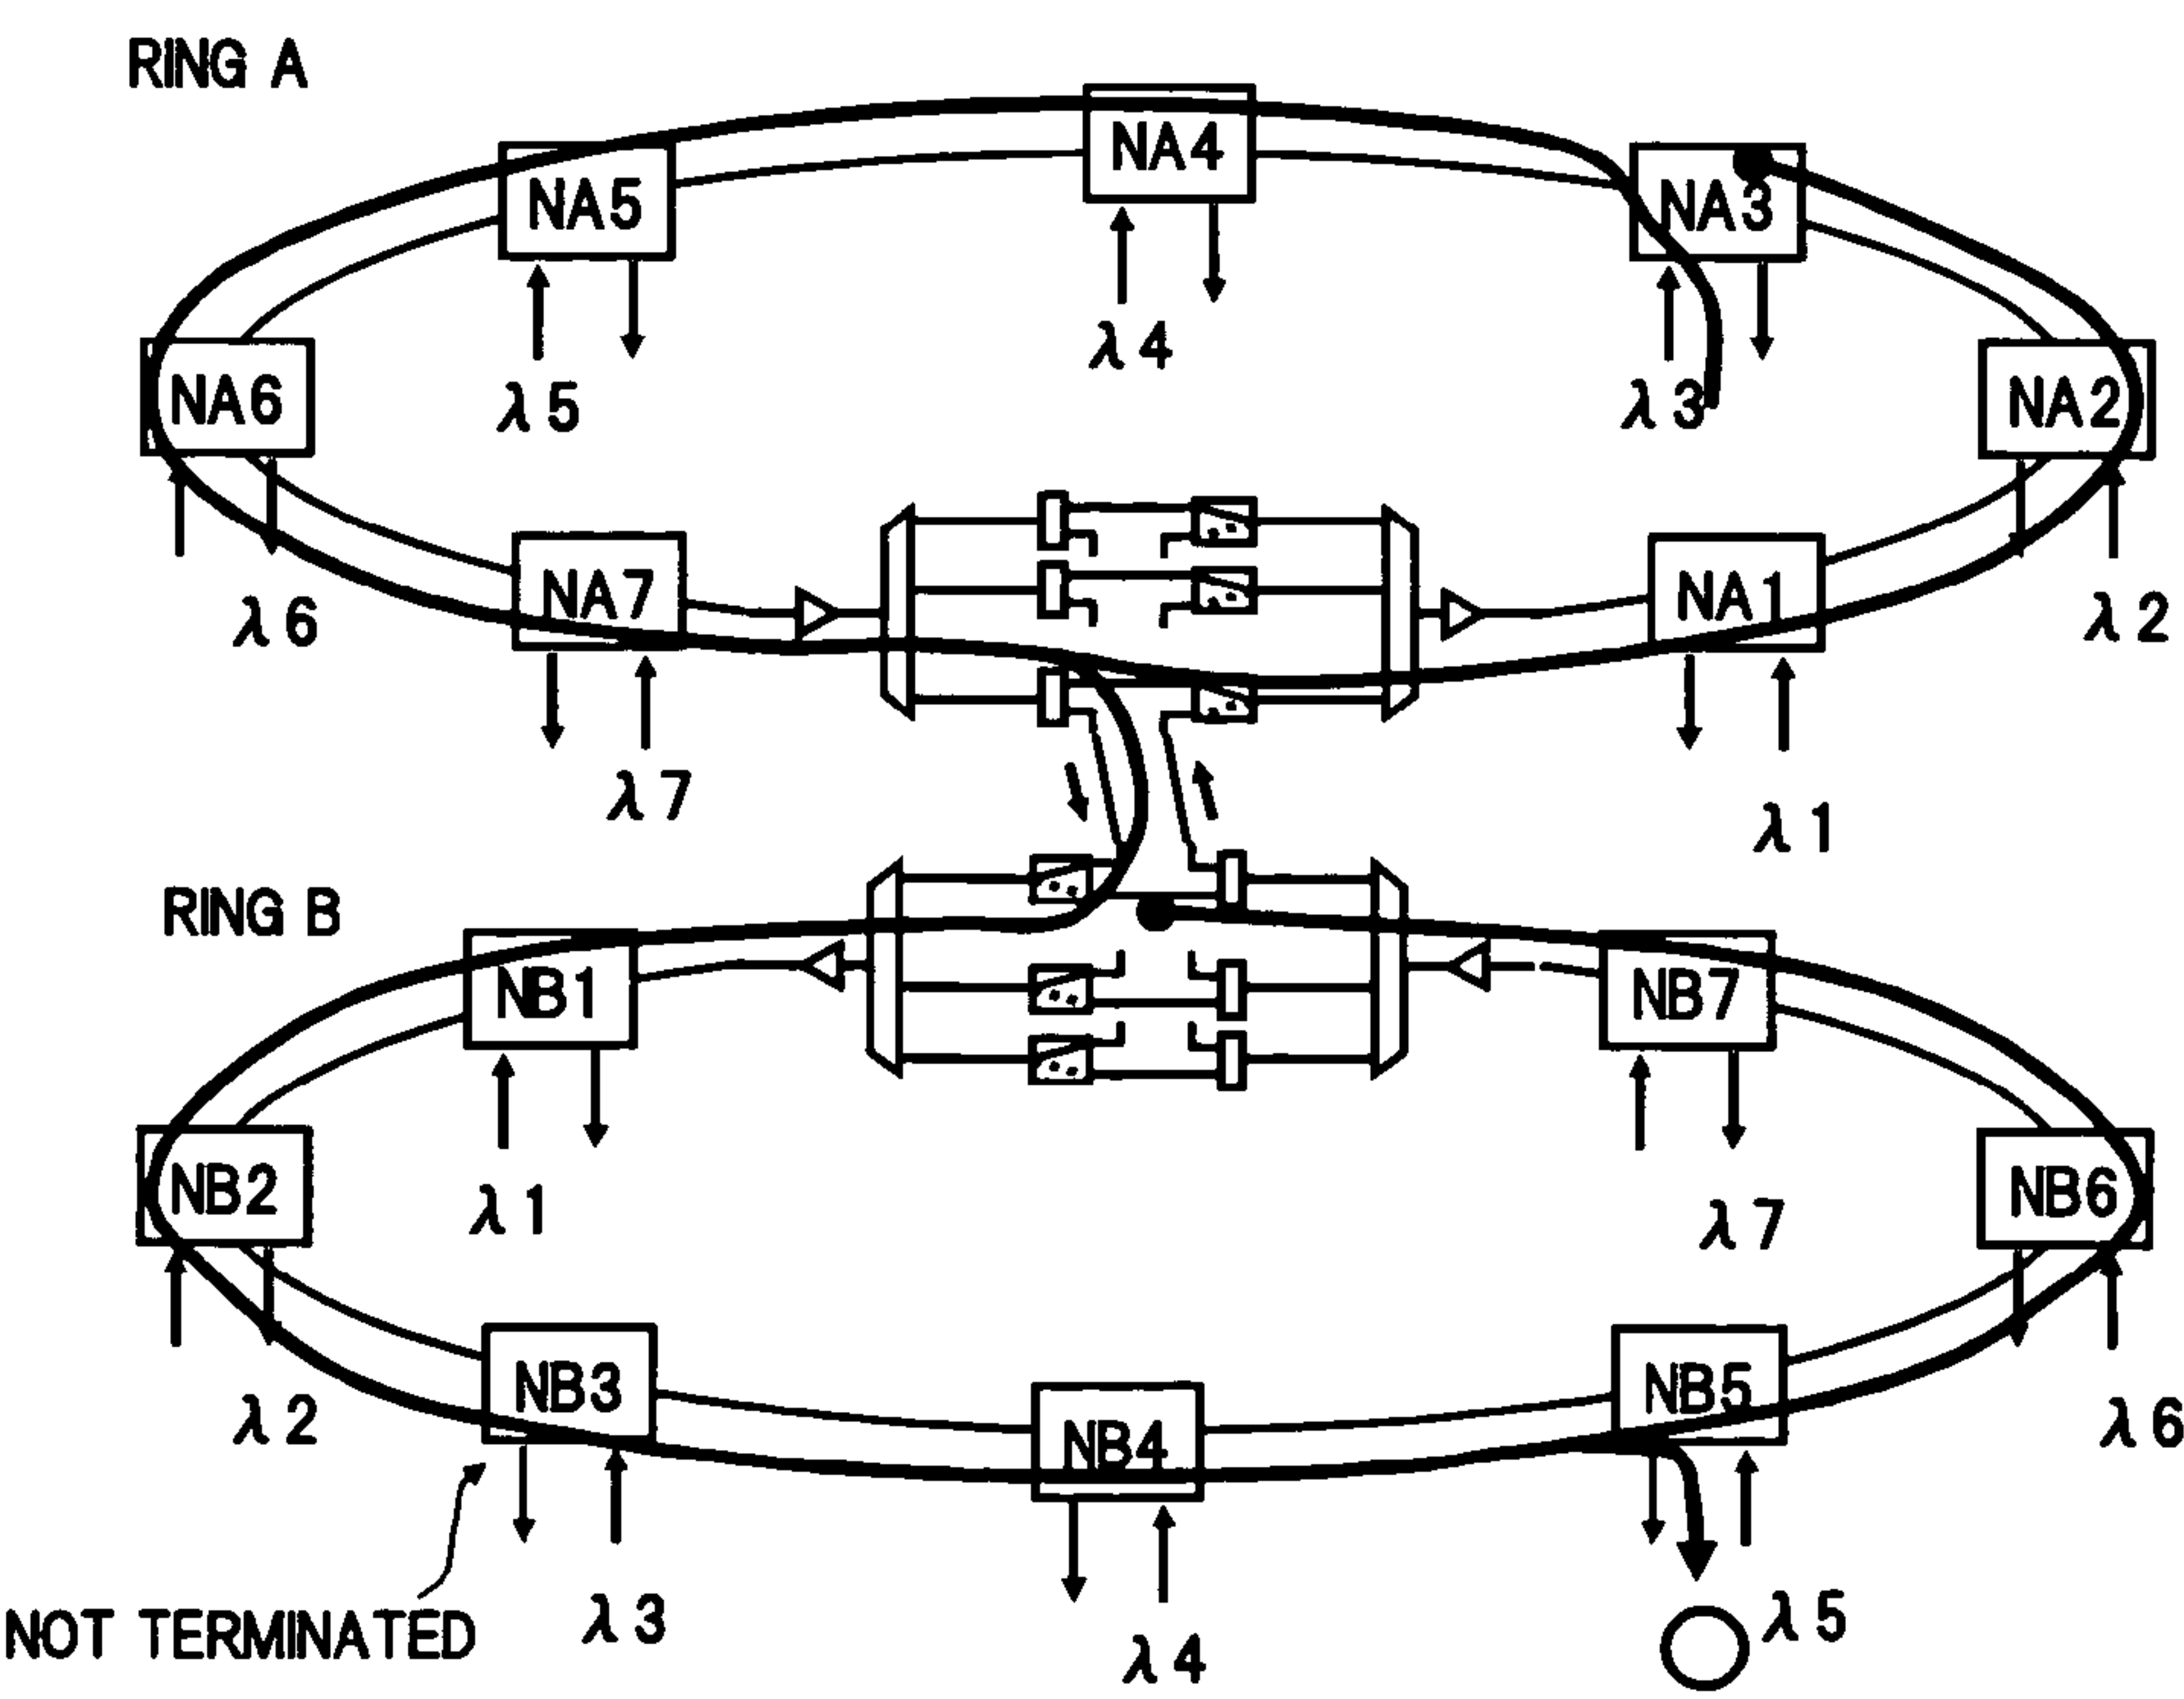 RING A
NA4
NA5
NA3
λ4
λ5
λ3
NA6
NA2
NA7
NA1
λ6
λ2
λ7
λ1
RING B
NB1
NB7
NB2
NB6
λ1
λ7
NB3
NB5
NB4
λ2
λ6
NOT TERMINATED
λ3
λ5
λ4